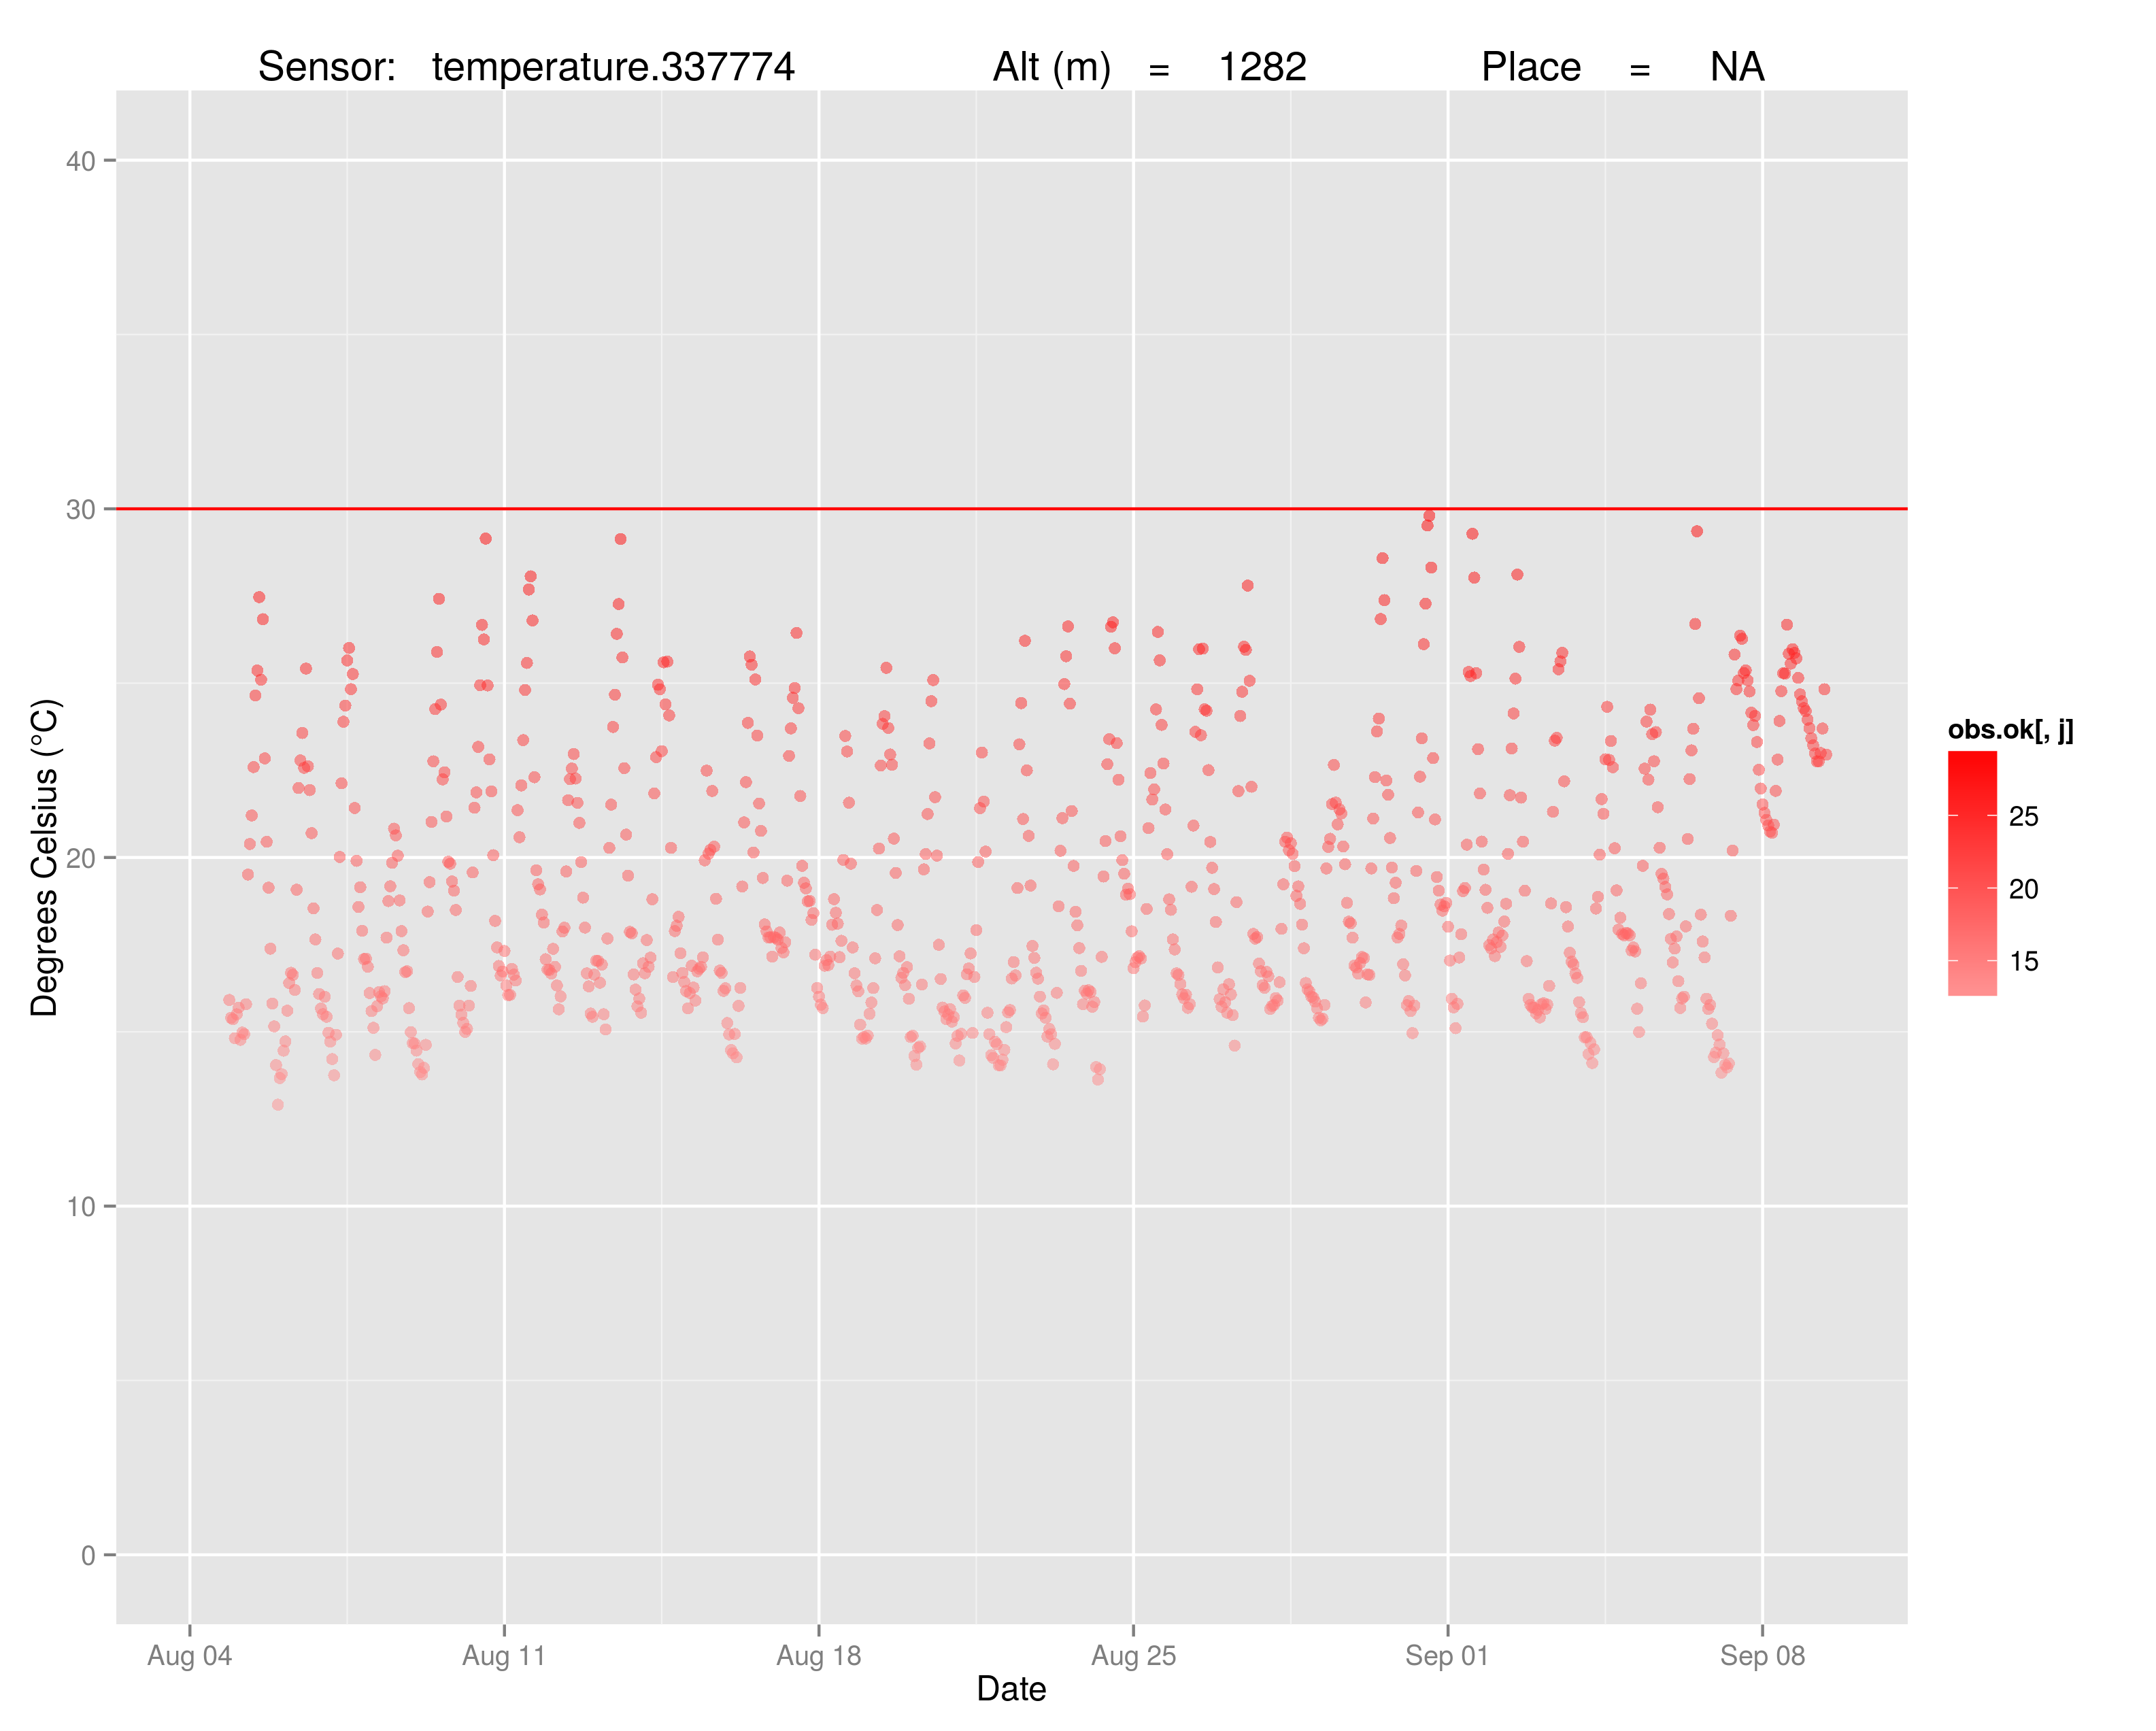 Sensor: temperature.337774 Alt (m) = 1282 Place = NA
40
30
20
10
0
Degrees Celsius (°C)
Aug 04 Aug 11 Aug 18 Aug 25 Sep 01 Sep 08
Date
obs.ok[, j]
25
20
15